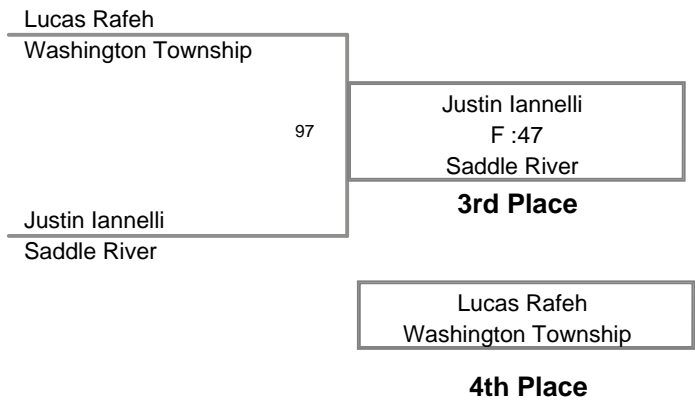 Lucas Rafeh
Washington Township
97
Justin Iannelli
F :47
Saddle River
3rd Place
Justin Iannelli
Saddle River
Lucas Rafeh
Washington Township
4th Place